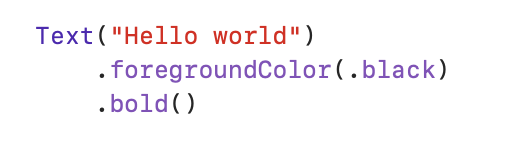 Text("Hello world")
    .foregroundColor(.black)
    .bold()